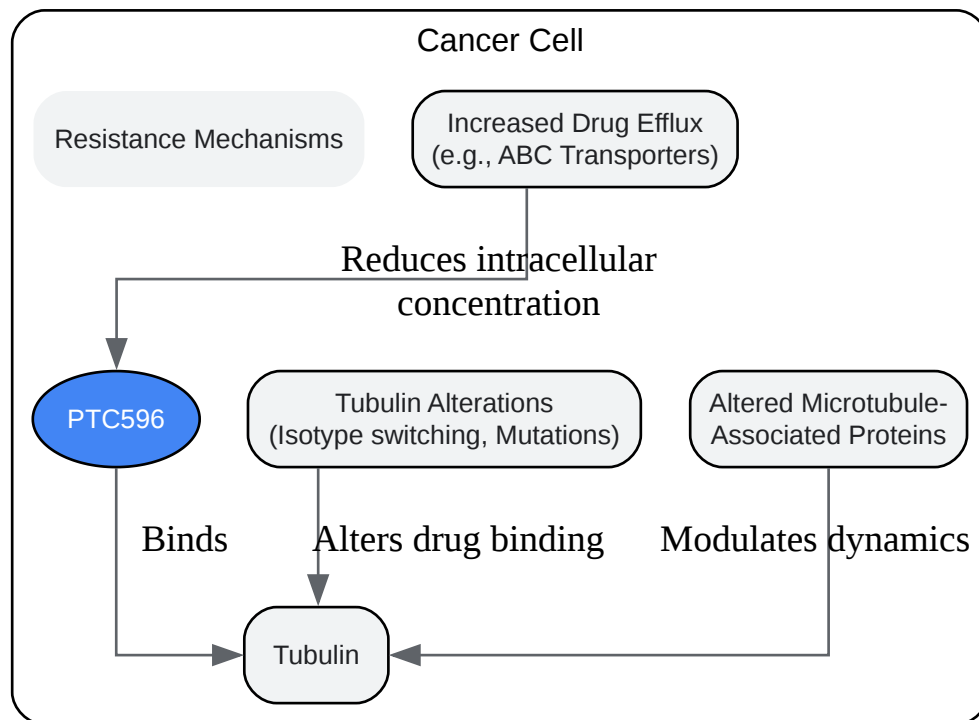 Cancer Cell
Resistance Mechanisms
Increased Drug Efflux
(e.g., ABC Transporters)
Reduces intracellular
concentration
PTC596
Tubulin Alterations
(Isotype switching, Mutations)
Altered Microtubule-
Associated Proteins
Binds
Alters drug binding
Modulates dynamics
Tubulin